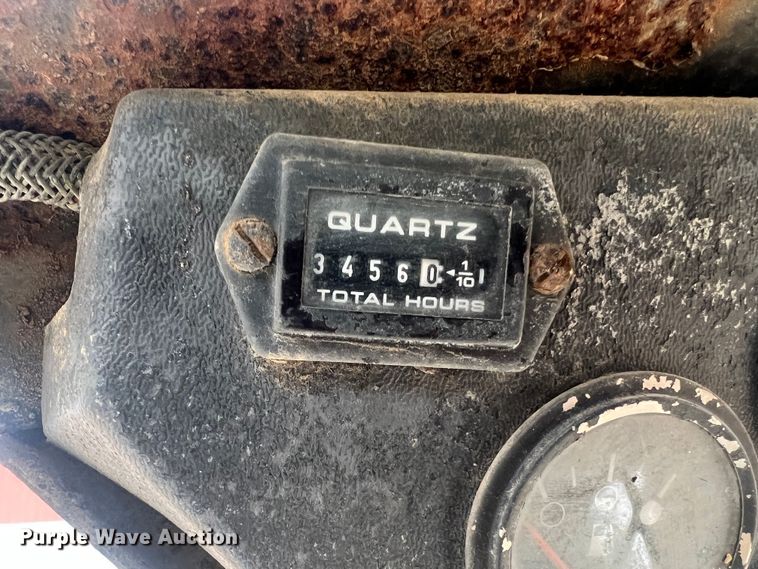 QUARTZ
3 4 5 6 0 ◄ 1/10
TOTAL HOURS
Purple Wave Auction